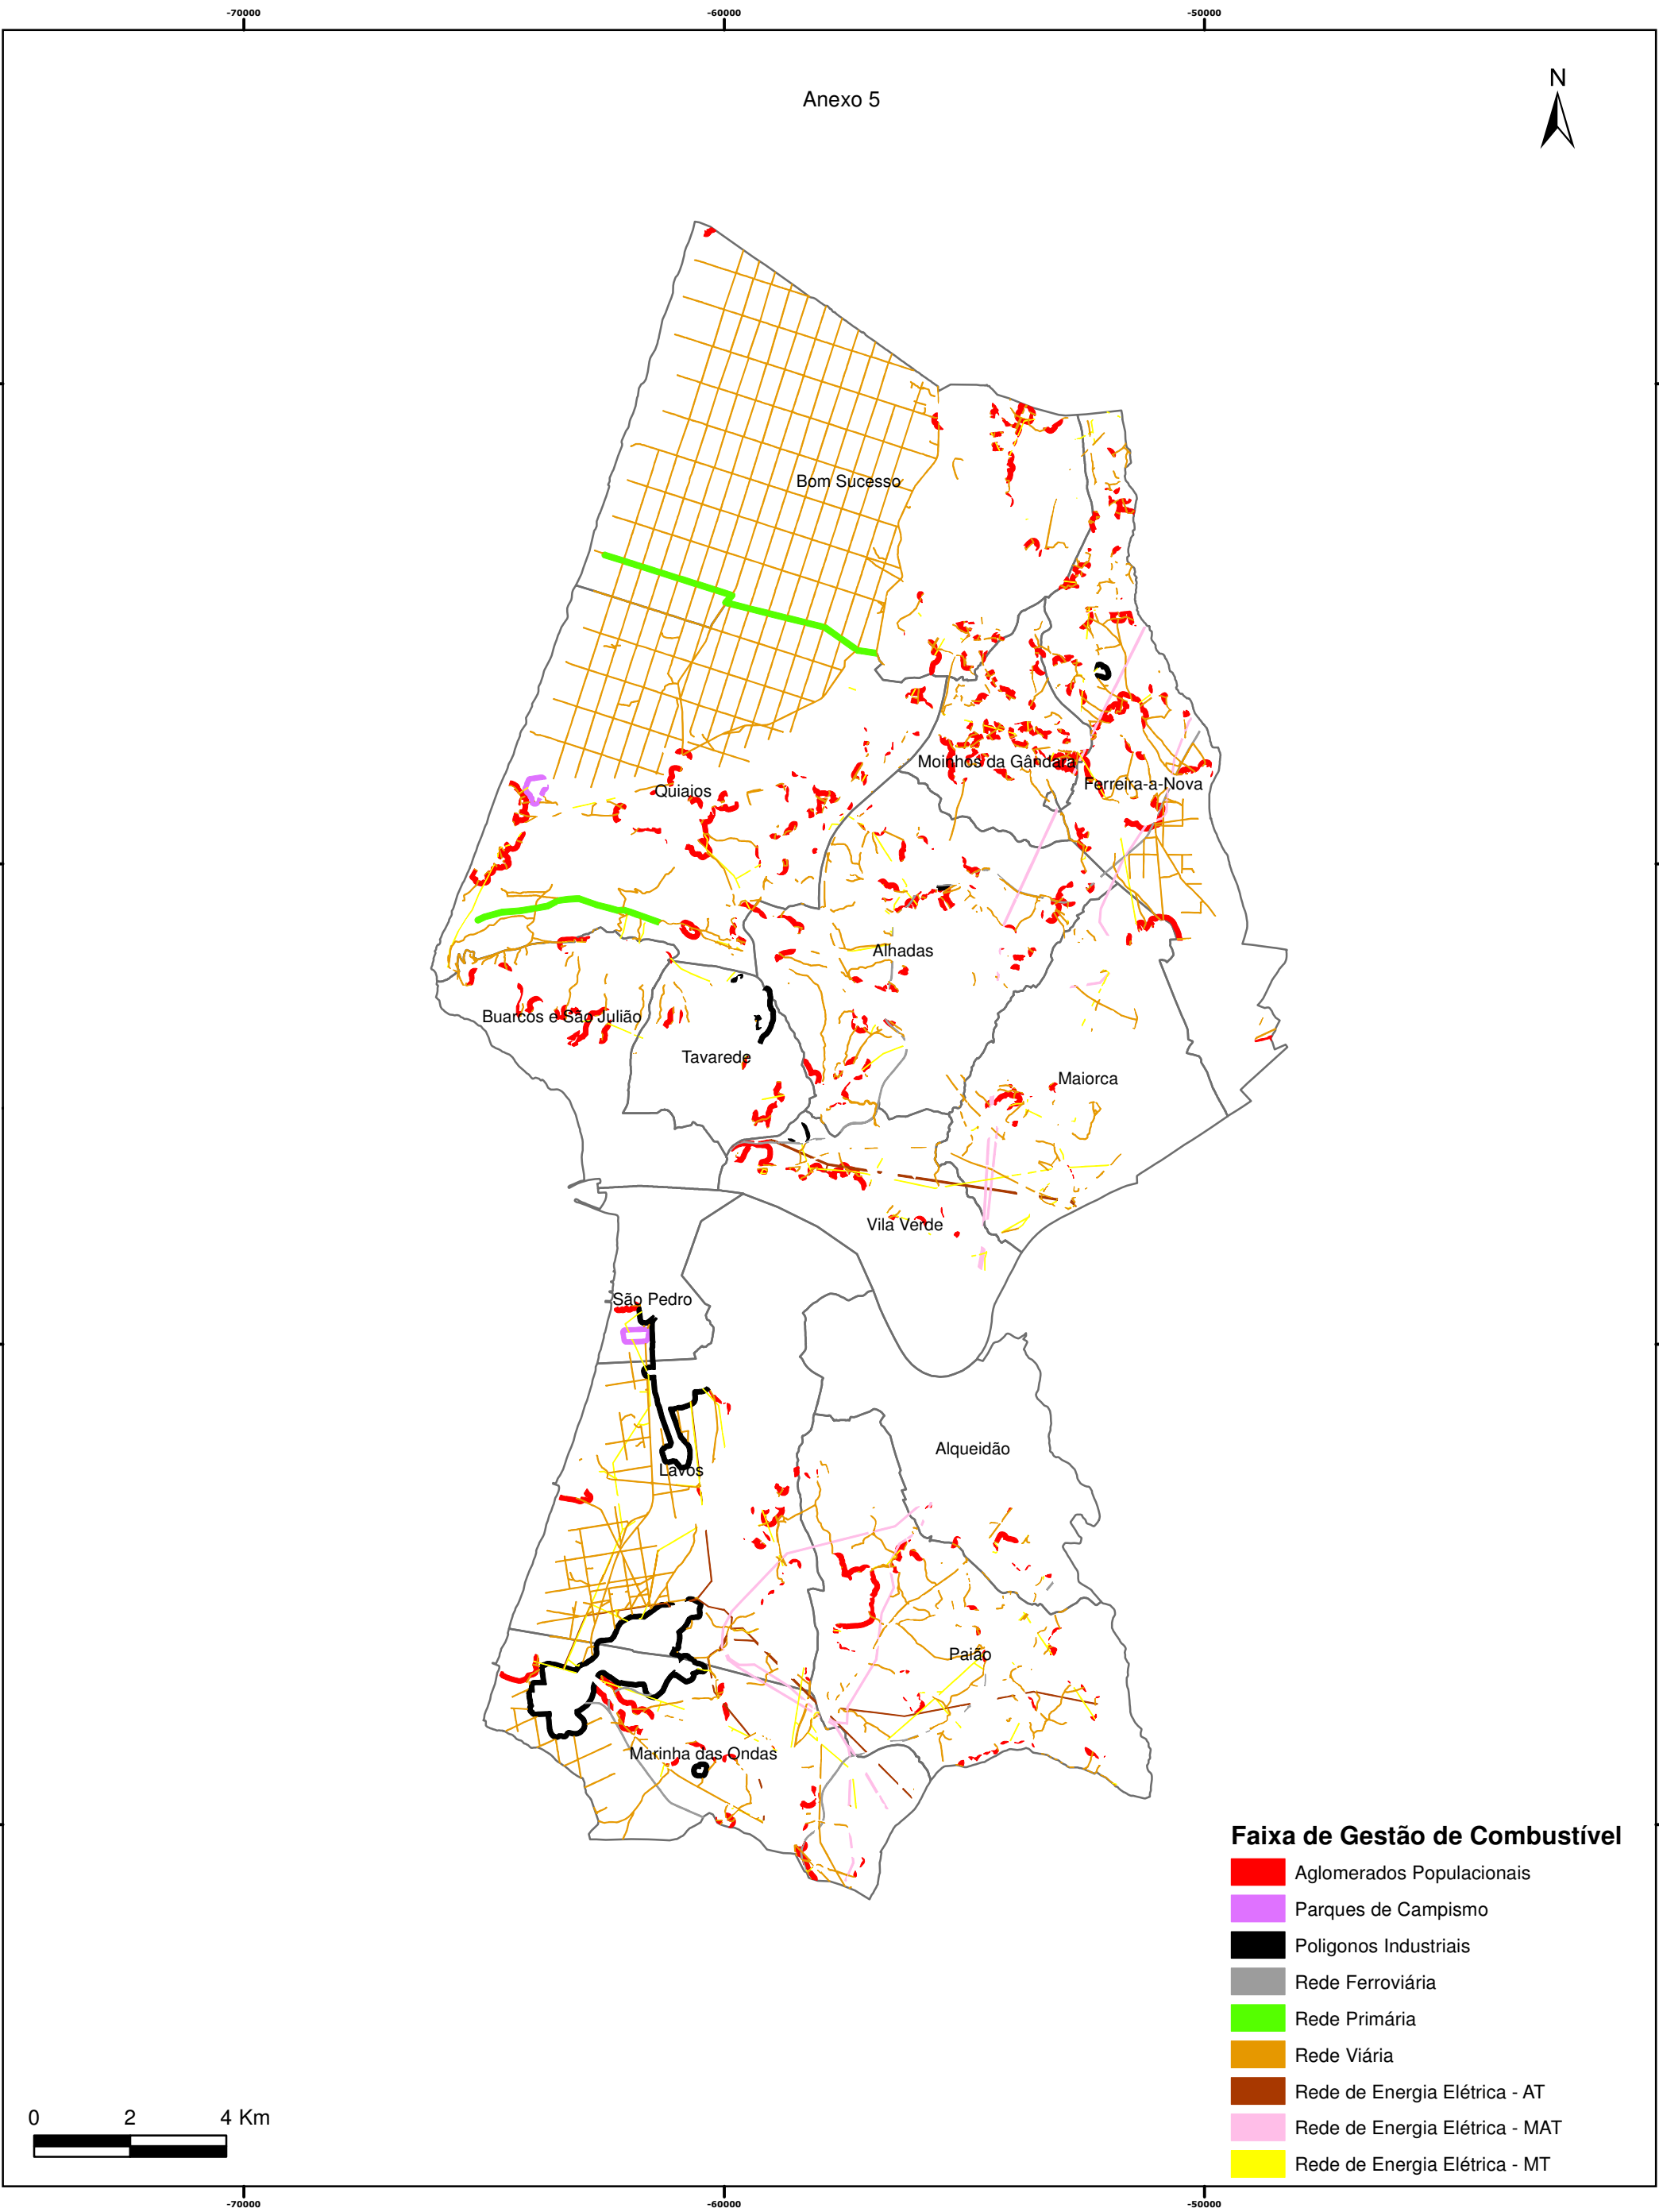 -70000 -60000 -50000
N
Anexo 5
Bom Sucesso
Moinhos da Gândara
Ferreira-a-Nova
Quiaios
Alhadas
Buarcos e São Julião
Tavarede
Maiorca
Vila Verde
São Pedro
Alqueidão
Lavos
Paião
Marinha das Ondas
Faixa de Gestão de Combustível
Aglomerados Populacionais
Parques de Campismo
Poligonos Industriais
Rede Ferroviária
Rede Primária
Rede Viária
Rede de Energia Elétrica - AT
Rede de Energia Elétrica - MAT
Rede de Energia Elétrica - MT
0 2 4 Km
-70000 -60000 -50000